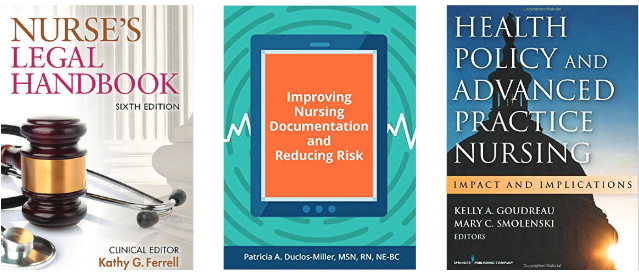 NURSE'S
LEGAL
HANDBOOK
SIXTH EDITION
CLINICAL EDITOR
Kathy G. Ferrell
Improving
Nursing
Documentation
and
Reducing Risk
Patricia A. Duclos-Miller, MSN, RN, NE-BC
HEALTH
POLICY AND
ADVANCED
PRACTICE
NURSING
IMPACT AND IMPLICATIONS
KELLY A. GOUDREAU
MARY C. SMOLENSKI
EDITORS
SPRINGER PUBLISHING COMPANY
Copyrighted Material